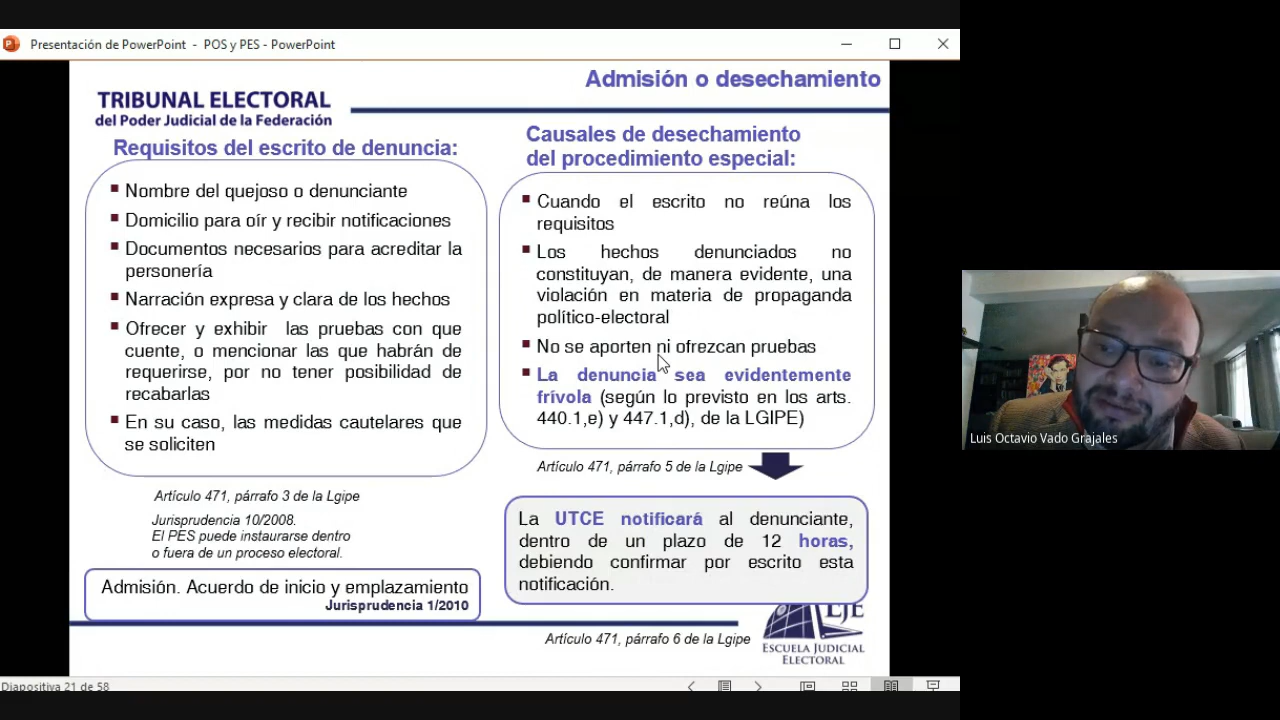 Presentación de PowerPoint - POS y PES - PowerPoint
Admisión o desechamiento
TRIBUNAL ELECTORAL
del Poder Judicial de la Federación
Requisitos del escrito de denuncia:
Nombre del quejoso o denunciante
Domicilio para oír y recibir notificaciones
Documentos necesarios para acreditar la
personería
Narración expresa y clara de los hechos
Ofrecer y exhibir las pruebas con que
cuente, o mencionar las que habrán de
requerirse, por no tener posibilidad de
recabarlas
En su caso, las medidas cautelares que
se soliciten
Artículo 471, párrafo 3 de la Lgipe
Jurisprudencia 10/2008.
El PES puede instaurarse dentro
o fuera de un proceso electoral.
Admisión. Acuerdo de inicio y emplazamiento
Jurisprudencia 1/2010
Causales de desechamiento
del procedimiento especial:
Cuando el escrito no reúna los
requisitos
Los hechos denunciados no
constituyan, de manera evidente, una
violación en materia de propaganda
político-electoral
No se aporten ni ofrezcan pruebas
La denuncia sea evidentemente
frívola (según lo previsto en los arts.
440.1,e) y 447.1,d), de la LGIPE)
Artículo 471, párrafo 5 de la Lgipe
La UTCE notificará al denunciante,
dentro de un plazo de 12 horas,
debiendo confirmar por escrito esta
notificación.
Artículo 471, párrafo 6 de la Lgipe
EJE
ESCUELA JUDICIAL
ELECTORAL
Diapositiva 21 de 58
Luis Octavio Vado Grajales